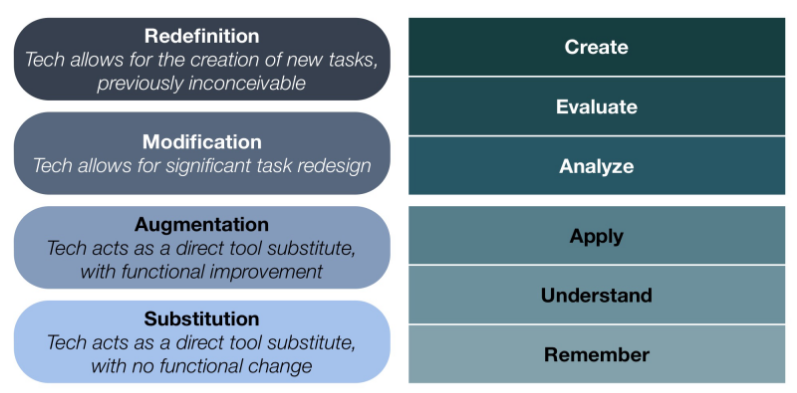 Redefinition
Tech allows for the creation of new tasks,
previously inconceivable
Modification
Tech allows for significant task redesign
Augmentation
Tech acts as a direct tool substitute,
with functional improvement
Substitution
Tech acts as a direct tool substitute,
with no functional change
Create
Evaluate
Analyze
Apply
Understand
Remember